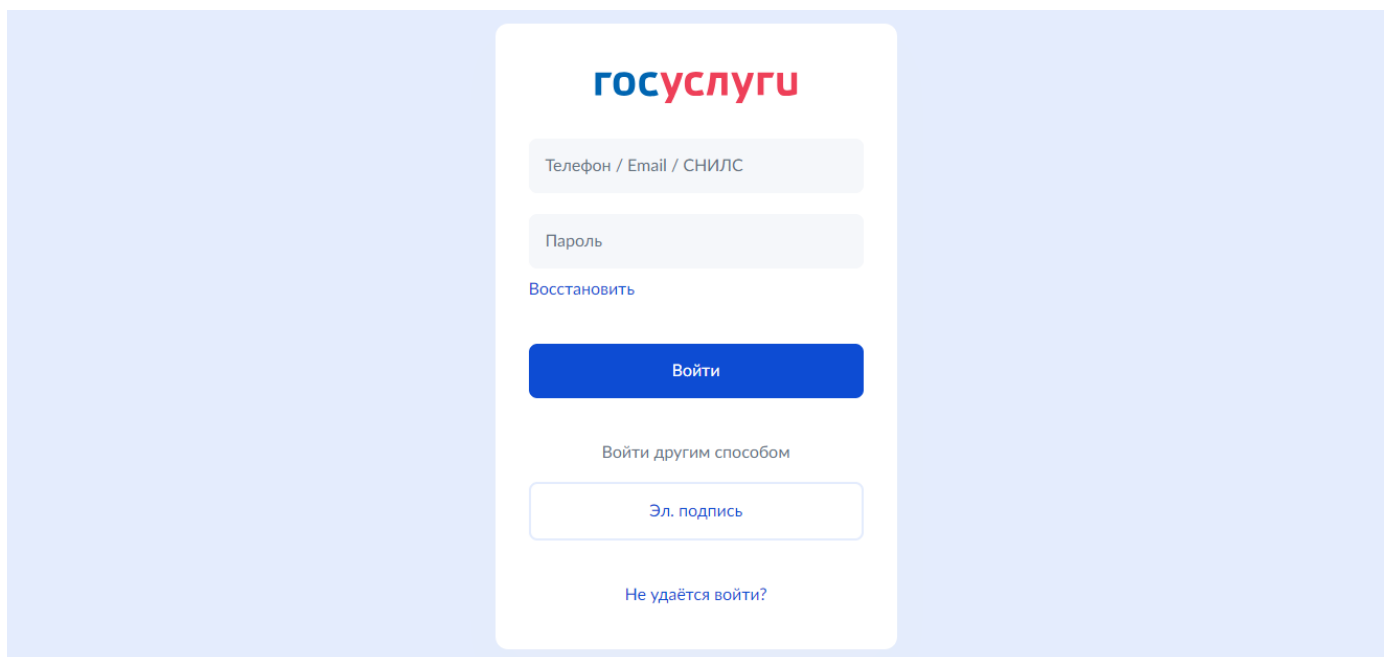 госуслуги
Телефон / Email / СНИЛС
Пароль
Восстановить
Войти
Войти другим способом
Эл. подпись
Не удаётся войти?